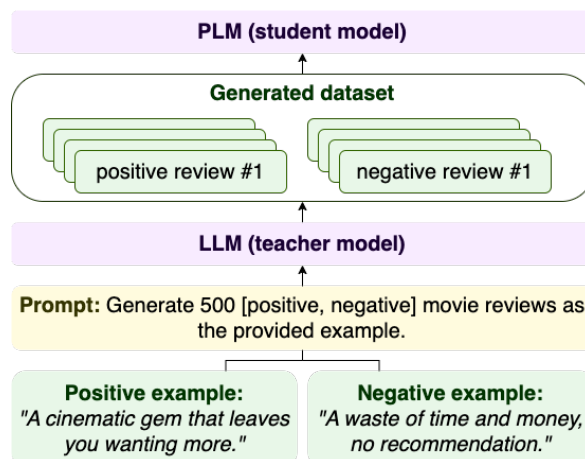 PLM (student model)
Generated dataset
positive review #1
negative review #1
LLM (teacher model)
Prompt: Generate 500 [positive, negative] movie reviews as
the provided example.
Positive example:
"A cinematic gem that leaves
you wanting more."
Negative example:
"A waste of time and money,
no recommendation."